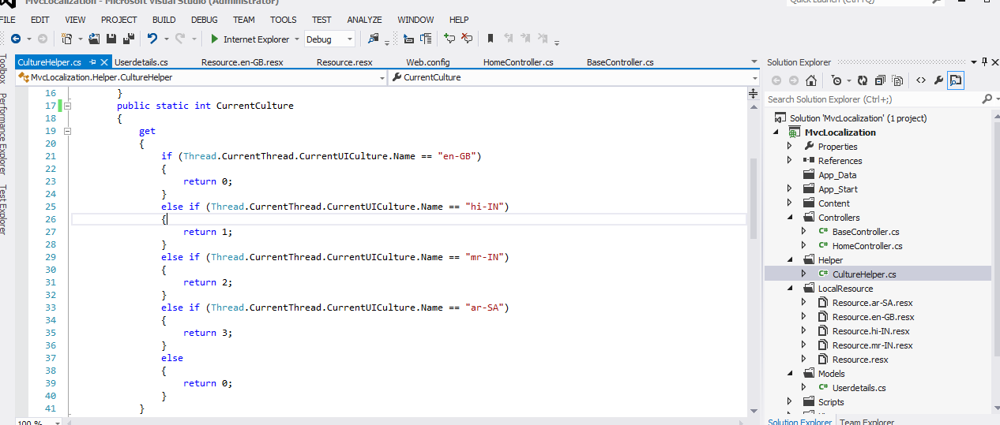 MvcLocalization - Microsoft Visual Studio (Administrator)
Quick Launch (Ctrl+Q)
FILE EDIT VIEW PROJECT BUILD DEBUG TEAM TOOLS TEST ANALYZE WINDOW HELP
Internet Explorer Debug
CultureHelper.cs Userdetails.cs Resource.en-GB.resx Resource.resx Web.config HomeController.cs BaseController.cs
MvcLocalization.Helper.CultureHelper CurrentCulture
Toolbox
Performance Explorer
Test Explorer
16 }
17 public static int CurrentCulture
18 {
19 get
20 {
21 if (Thread.CurrentThread.CurrentUICulture.Name == "en-GB")
22 {
23 return 0;
24 }
25 else if (Thread.CurrentThread.CurrentUICulture.Name == "hi-IN")
26 {
27 return 1;
28 }
29 else if (Thread.CurrentThread.CurrentUICulture.Name == "mr-IN")
30 {
31 return 2;
32 }
33 else if (Thread.CurrentThread.CurrentUICulture.Name == "ar-SA")
34 {
35 return 3;
36 }
37 else
38 {
39 return 0;
40 }
41 }
100 %
Solution Explorer
Search Solution Explorer (Ctrl+;)
Solution 'MvcLocalization' (1 project)
MvcLocalization
Properties
References
App_Data
App_Start
Content
Controllers
C# BaseController.cs
C# HomeController.cs
Helper
C# CultureHelper.cs
LocalResource
Resource.ar-SA.resx
Resource.en-GB.resx
Resource.hi-IN.resx
Resource.mr-IN.resx
Resource.resx
Models
C# Userdetails.cs
Scripts
Solution Explorer Team Explorer